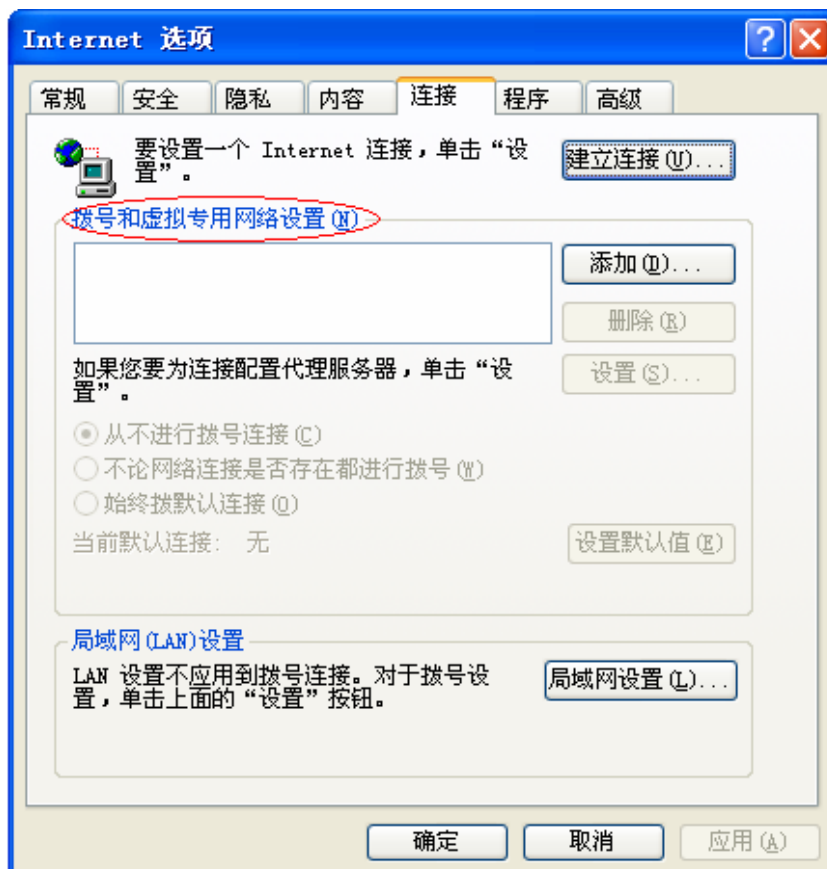 Internet 选项
常规 安全 隐私 内容 连接 程序 高级
要设置一个 Internet 连接，单击“设
置”。
建立连接(U)...
拨号和虚拟专用网络设置(N)
添加(D)...
删除(R)
如果您要为连接配置代理服务器，单击“设
置”。
设置(S)...
从不进行拨号连接(C)
不论网络连接是否存在都进行拨号(W)
始终拨默认连接(O)
当前默认连接: 无
设置默认值(E)
局域网(LAN)设置
LAN 设置不应用到拨号连接。对于拨号设
置，单击上面的“设置”按钮。
局域网设置(L)...
确定 取消 应用(A)